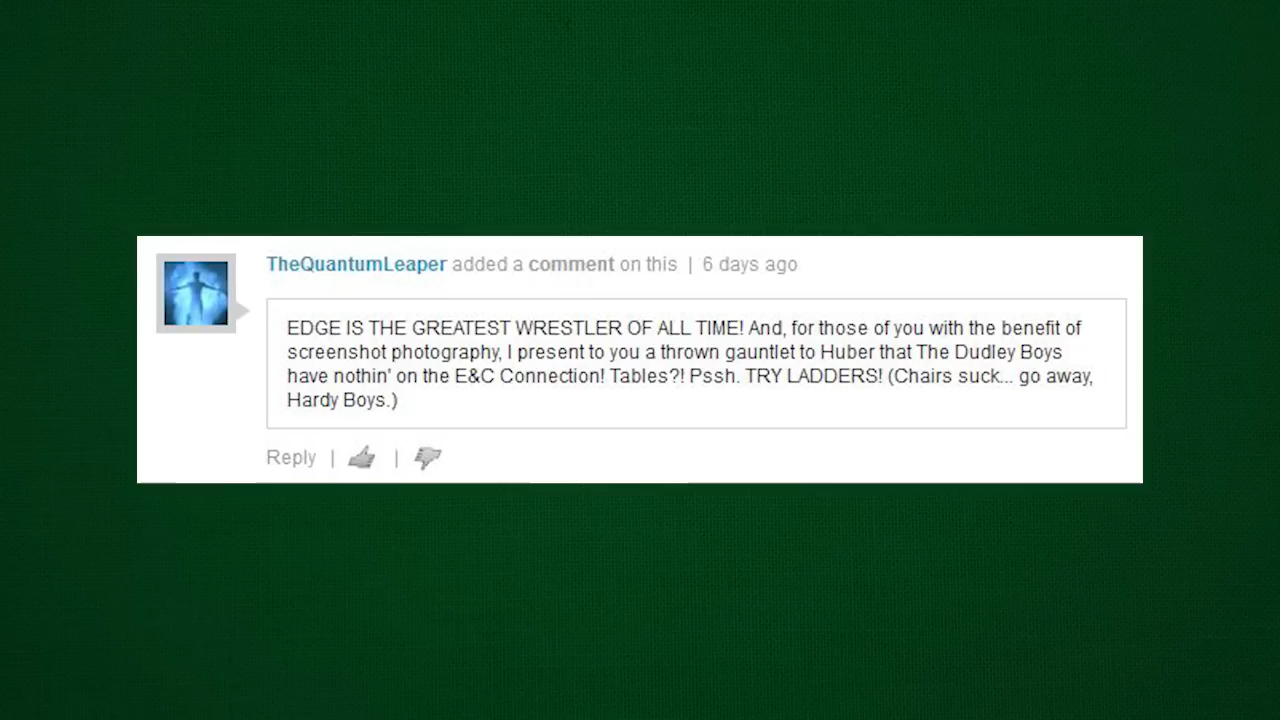 TheQuantumLeaper added a comment on this | 6 days ago
EDGE IS THE GREATEST WRESTLER OF ALL TIME! And, for those of you with the benefit of
screenshot photography, I present to you a thrown gauntlet to Huber that The Dudley Boys
have nothin' on the E&C Connection! Tables?! Pssh. TRY LADDERS! (Chairs suck... go away,
Hardy Boys.)
Reply | |